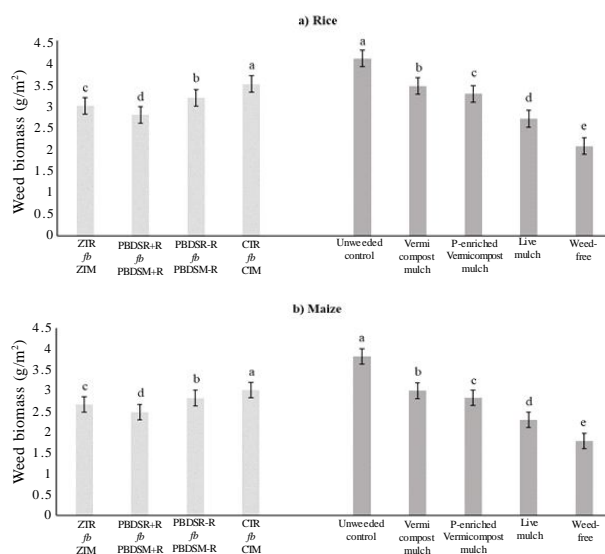 a) Rice
Weed biomass (g/m²)
4.5
4
3.5
3
2.5
2
1.5
1
0.5
0
c
d
b
a
a
b
c
d
e
ZTR
fb
ZTM
PBDSR+R
fb
PBDSM+R
PBDSR-R
fb
PBDSM-R
CTR
fb
CTM
Unweeded
control
Vermi
compost
mulch
P-enriched
Vermicompost
mulch
Live
mulch
Weed-
free
b) Maize
Weed biomass (g/m²)
4.5
4
3.5
3
2.5
2
1.5
1
0.5
0
c
d
b
a
a
b
c
d
e
ZTR
fb
ZTM
PBDSR+R
fb
PBDSM+R
PBDSR-R
fb
PBDSM-R
CTR
fb
CTM
Unweeded
control
Vermi
compost
mulch
P-enriched
Vermicompost
mulch
Live
mulch
Weed-
free